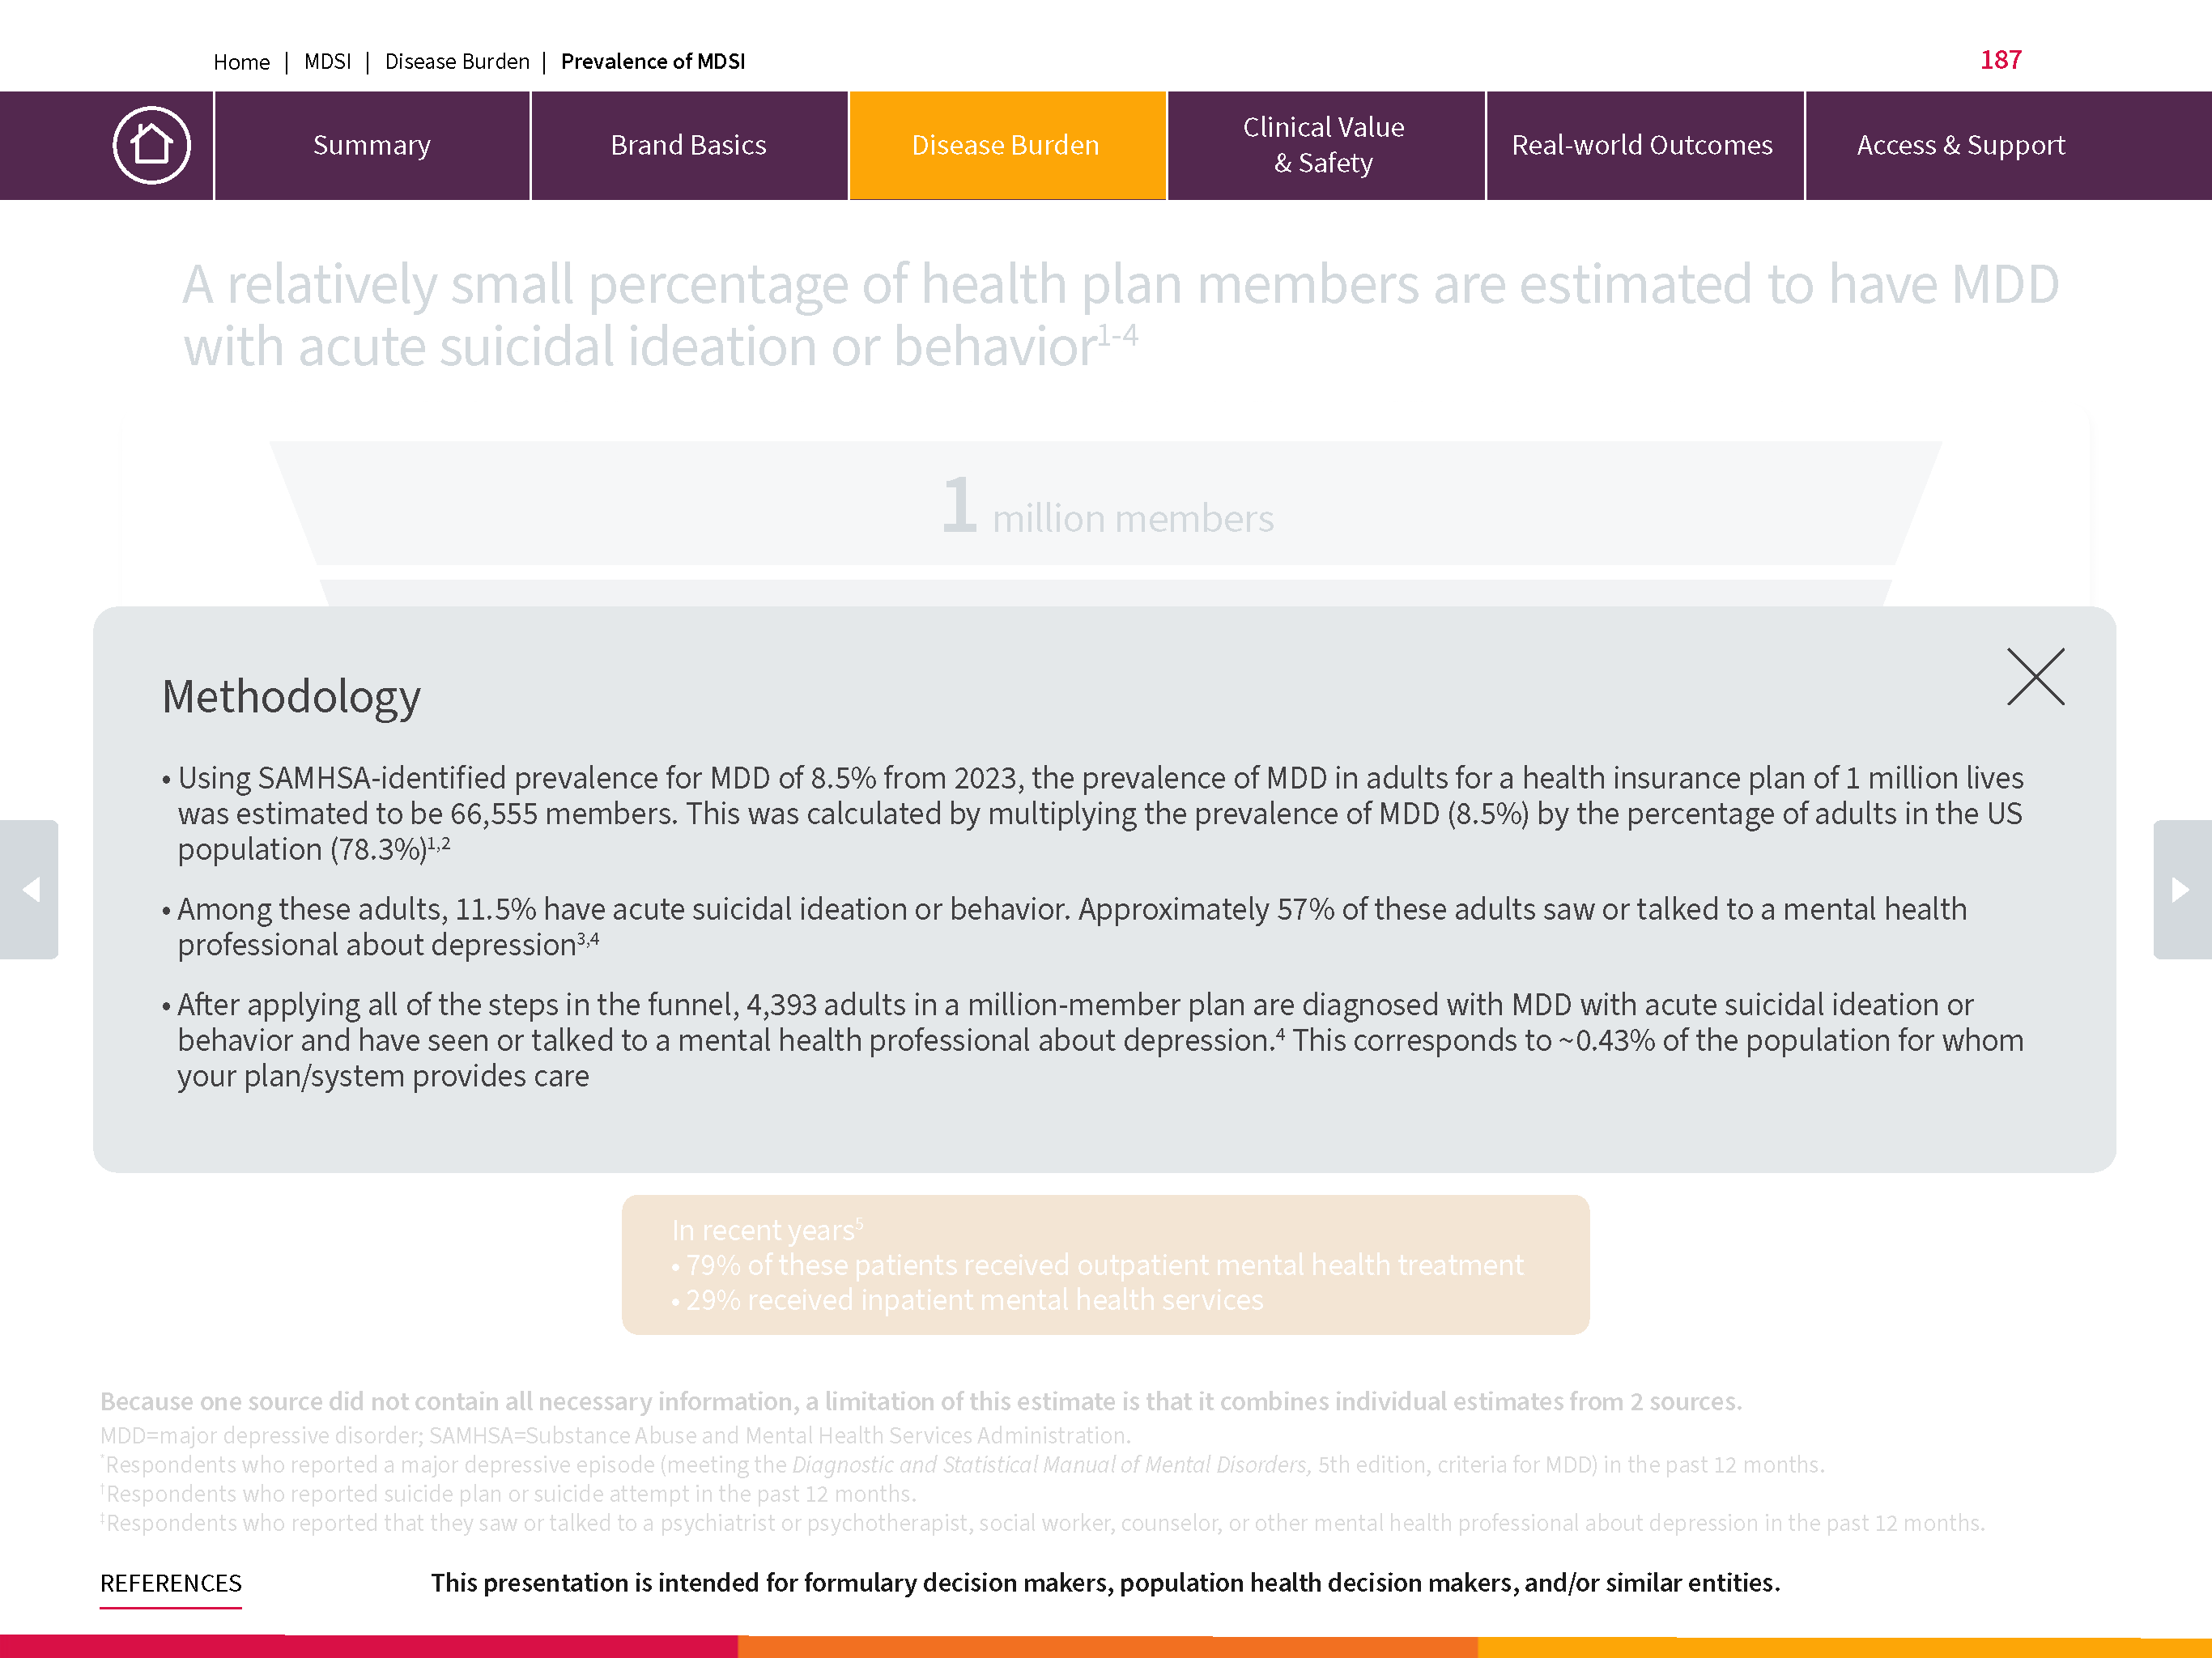 Home | MDSI | Disease Burden | Prevalence of MDSI
187
Summary
Brand Basics
Disease Burden
Clinical Value
& Safety
Real-world Outcomes
Access & Support
A relatively small percentage of health plan members are estimated to have MDD
with acute suicidal ideation or behavior1-4
1 million members
Methodology
• Using SAMHSA-identified prevalence for MDD of 8.5% from 2023, the prevalence of MDD in adults for a health insurance plan of 1 million lives
was estimated to be 66,555 members. This was calculated by multiplying the prevalence of MDD (8.5%) by the percentage of adults in the US
population (78.3%)1,2
• Among these adults, 11.5% have acute suicidal ideation or behavior. Approximately 57% of these adults saw or talked to a mental health
professional about depression3,4
• After applying all of the steps in the funnel, 4,393 adults in a million-member plan are diagnosed with MDD with acute suicidal ideation or
behavior and have seen or talked to a mental health professional about depression.4 This corresponds to ~0.43% of the population for whom
your plan/system provides care
In recent years5
• 79% of these patients received outpatient mental health treatment
• 29% received inpatient mental health services
Because one source did not contain all necessary information, a limitation of this estimate is that it combines individual estimates from 2 sources.
MDD=major depressive disorder; SAMHSA=Substance Abuse and Mental Health Services Administration.
*Respondents who reported a major depressive episode (meeting the Diagnostic and Statistical Manual of Mental Disorders, 5th edition, criteria for MDD) in the past 12 months.
†Respondents who reported suicide plan or suicide attempt in the past 12 months.
‡Respondents who reported that they saw or talked to a psychiatrist or psychotherapist, social worker, counselor, or other mental health professional about depression in the past 12 months.
REFERENCES
This presentation is intended for formulary decision makers, population health decision makers, and/or similar entities.